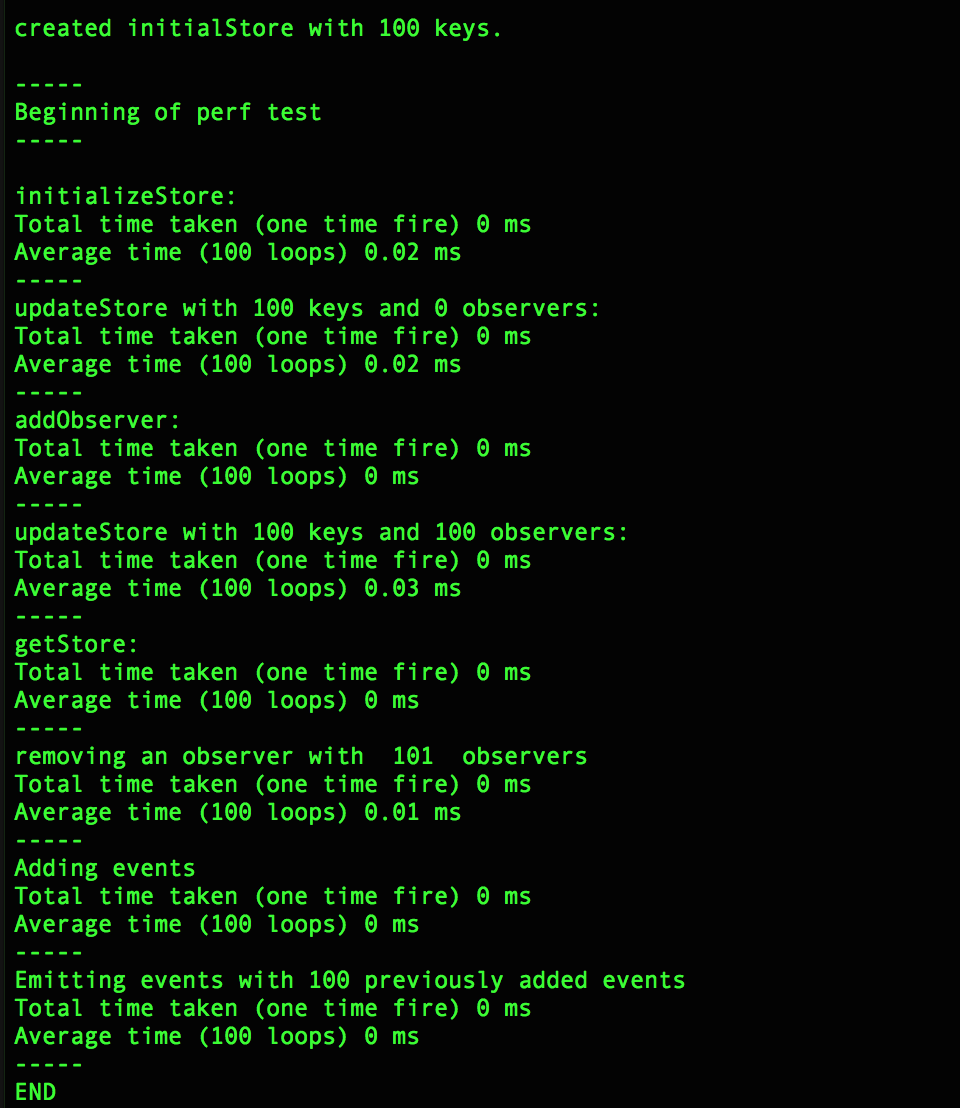 created initialStore with 100 keys.
-----
Beginning of perf test
-----
initializeStore:
Total time taken (one time fire) 0 ms
Average time (100 loops) 0.02 ms
-----
updateStore with 100 keys and 0 observers:
Total time taken (one time fire) 0 ms
Average time (100 loops) 0.02 ms
-----
addObserver:
Total time taken (one time fire) 0 ms
Average time (100 loops) 0 ms
-----
updateStore with 100 keys and 100 observers:
Total time taken (one time fire) 0 ms
Average time (100 loops) 0.03 ms
-----
getStore:
Total time taken (one time fire) 0 ms
Average time (100 loops) 0 ms
-----
removing an observer with  101  observers
Total time taken (one time fire) 0 ms
Average time (100 loops) 0.01 ms
-----
Adding events
Total time taken (one time fire) 0 ms
Average time (100 loops) 0 ms
-----
Emitting events with 100 previously added events
Total time taken (one time fire) 0 ms
Average time (100 loops) 0 ms
-----
END